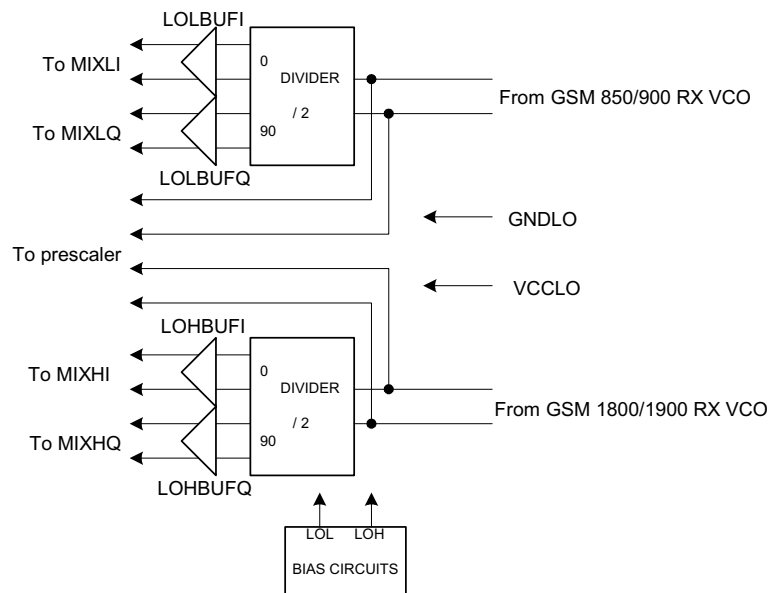 LOLBUFI
To MIXLI
0
DIVIDER
/ 2
From GSM 850/900 RX VCO
To MIXLQ
90
LOLBUFQ
GNDLO
To prescaler
VCCLO
LOHBUFI
To MIXHI
0
DIVIDER
/ 2
From GSM 1800/1900 RX VCO
To MIXHQ
90
LOHBUFQ
LOL LOH
BIAS CIRCUITS